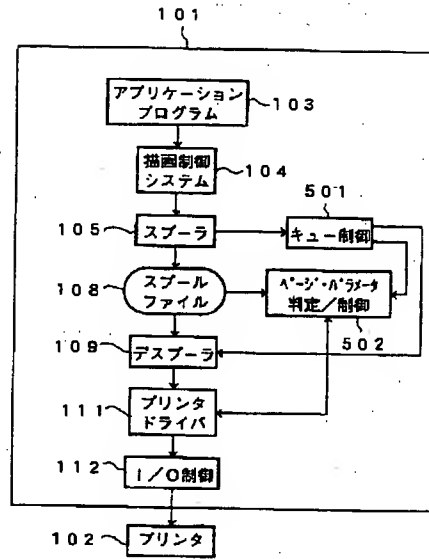 101
アプリケーション
プログラム
103
描画制御
システム
104
501
105
スプーラ
キュー制御
108
スプール
ファイル
ページ・パラメータ
判定/制御
502
109
デスプーラ
111
プリンタ
ドライバ
112
I/O制御
102
プリンタ